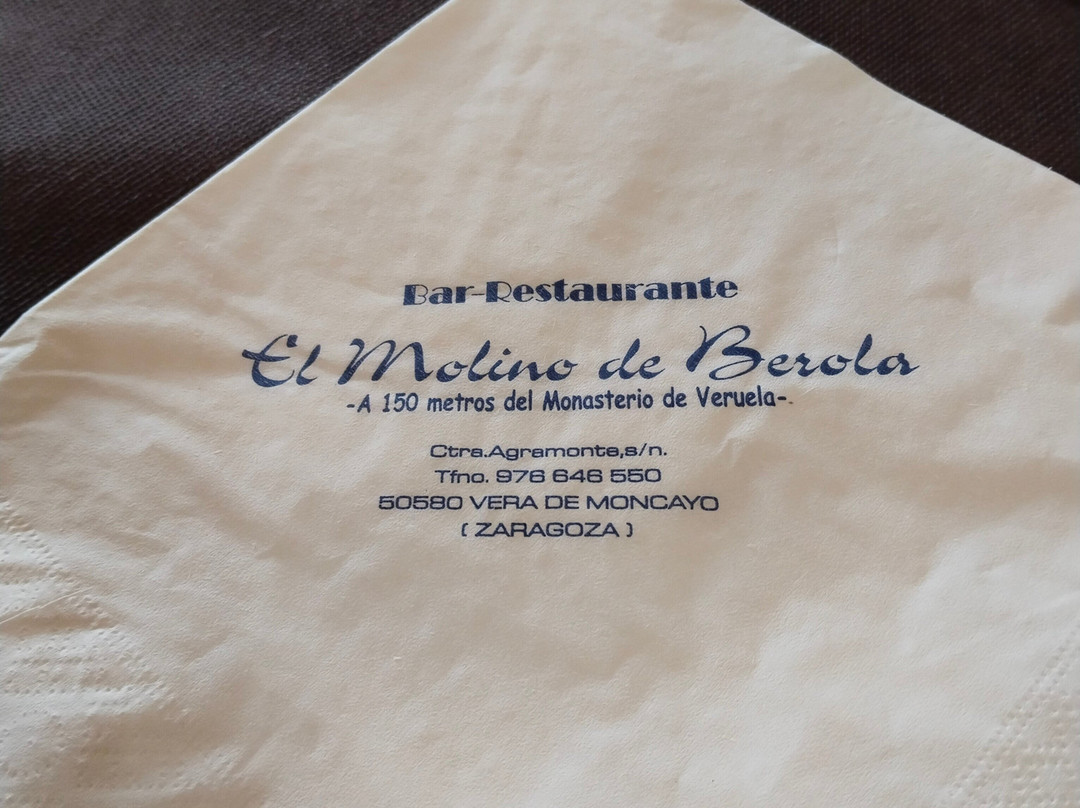 Bar-Restaurante
El Molino de Berola
-A 150 metros del Monasterio de Veruela-
Ctra.Agramonte,s/n.
Tfno. 976 646 550
50580 VERA DE MONCAYO
( ZARAGOZA )